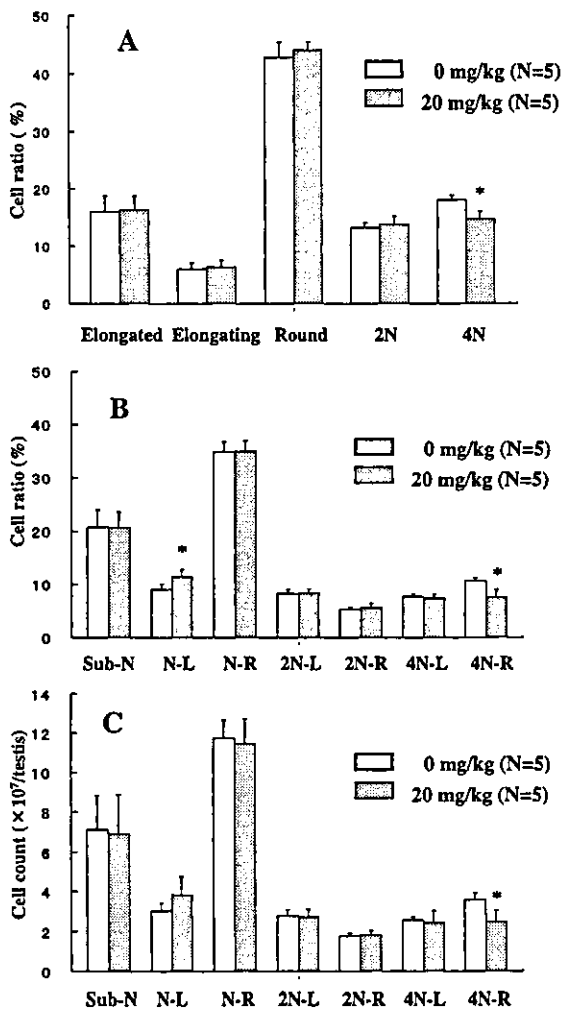 50
A
40
30
20
10
0
Cell ratio ( %)
0 mg/kg (N=5)
20 mg/kg (N=5)
*
Elongated Elongating Round 2N 4N
50
B
40
30
20
10
0
Cell ratio (%)
0 mg/kg (N=5)
20 mg/kg (N=5)
*
*
Sub-N N-L N-R 2N-L 2N-R 4N-L 4N-R
14
C
12
10
8
6
4
2
0
Cell count (×10⁷/testis)
0 mg/kg (N=5)
20 mg/kg (N=5)
*
Sub-N N-L N-R 2N-L 2N-R 4N-L 4N-R